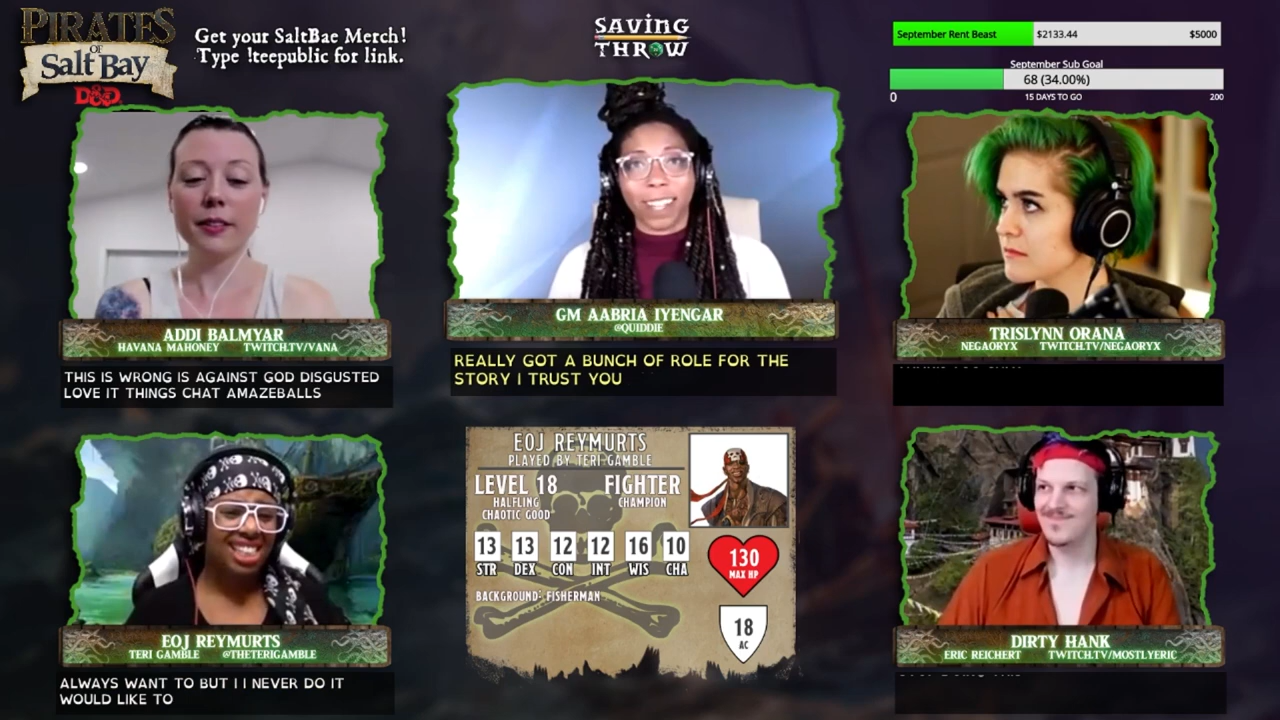 PIRATES
OF
Salt Bay
D&D
Get your SaltBae Merch!
Type !teepublic for link.
SAVING
THROW
September Rent Beast $2133.44 $5000
September Sub Goal
68 (34.00%)
0 15 DAYS TO GO 200
ADDI BALMYAR
HAVANA MAHONEY TWITCH.TV/VANA
THIS IS WRONG IS AGAINST GOD DISGUSTED
LOVE IT THINGS CHAT AMAZEBALLS
GM AABRIA IYENGAR
@QUIDDIE
REALLY GOT A BUNCH OF ROLE FOR THE
STORY I TRUST YOU
TRISLYNN ORANA
NEGAORYX TWITCH.TV/NEGAORYX
EOJ REYMURTS
TERI GAMBLE @THETERIGAMBLE
ALWAYS WANT TO BUT I I NEVER DO IT
WOULD LIKE TO
EOJ REYMURTS
PLAYED BY TERI GAMBLE
LEVEL 18 FIGHTER
HALFLING CHAMPION
CHAOTIC GOOD
13 13 12 12 16 10
STR DEX CON INT WIS CHA
130
MAX HP
BACKGROUND: FISHERMAN
18
AC
DIRTY HANK
ERIC REICHERT TWITCH.TV/MOSTLYERIC